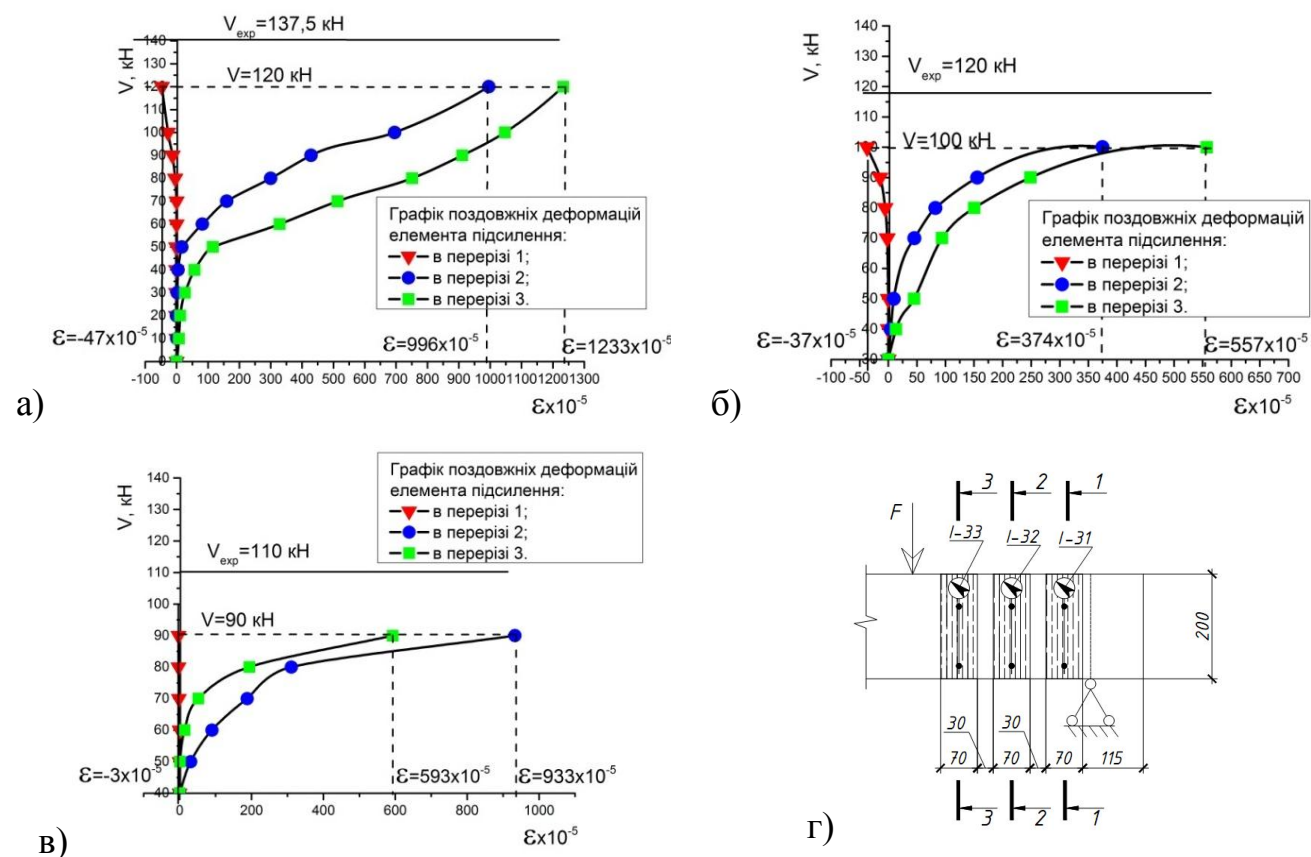 V_exp=137,5 кН
V, кН
140
130
120
110
100
90
80
70
60
50
40
30
20
10
0
V=120 кН
Графік поздовжніх деформацій
елемента підсилення:
в перерізі 1;
в перерізі 2;
в перерізі 3.
Ɛ=-47x10⁻⁵
Ɛ=996x10⁻⁵
Ɛ=1233x10⁻⁵
-100 0 100 200 300 400 500 600 700 800 900 1000 1100 1200 1300
Ɛx10⁻⁵
а)
V, кН
140
130
120
110
100
90
80
70
60
50
40
30
V_exp=120 кН
V=100 кН
Графік поздовжніх деформацій
елемента підсилення:
в перерізі 1;
в перерізі 2;
в перерізі 3.
Ɛ=-37x10⁻⁵
Ɛ=374x10⁻⁵
Ɛ=557x10⁻⁵
-100 -50 0 50 100 150 200 250 300 350 400 450 500 550 600 650 700
Ɛx10⁻⁵
б)
V, кН
140
130
120
110
100
90
80
70
60
50
40
Графік поздовжніх деформацій
елемента підсилення:
в перерізі 1;
в перерізі 2;
в перерізі 3.
V_exp=110 кН
V=90 кН
Ɛ=-3x10⁻⁵
Ɛ=593x10⁻⁵
Ɛ=933x10⁻⁵
0 200 400 600 800 1000
Ɛx10⁻⁵
в)
3 2 1
F
І-33 І-32 І-31
200
30 30
70 70 70 115
3 2 1
г)